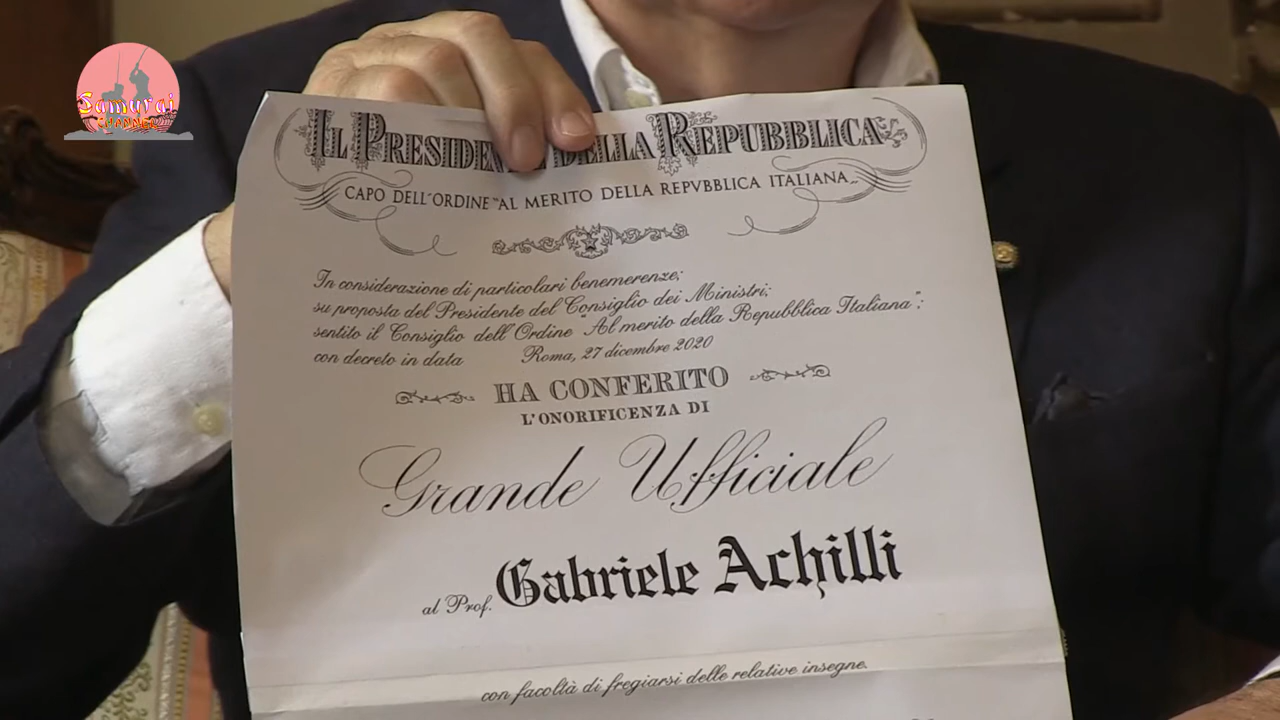 Samurai
CHANNEL
IL PRESIDEN DELLA REPUBBLICA
CAPO DELL'ORDINE "AL MERITO DELLA REPVBBLICA ITALIANA„
In considerazione di particolari benemerenze;
su proposta del Presidente del Consiglio dei Ministri;
sentito il Consiglio dell'Ordine "Al merito della Repubblica Italiana";
con decreto in data Roma, 27 dicembre 2020
HA CONFERITO
L'ONORIFICENZA DI
Grande Ufficiale
al Prof. Gabriele Achilli
con facoltà di fregiarsi delle relative insegne.